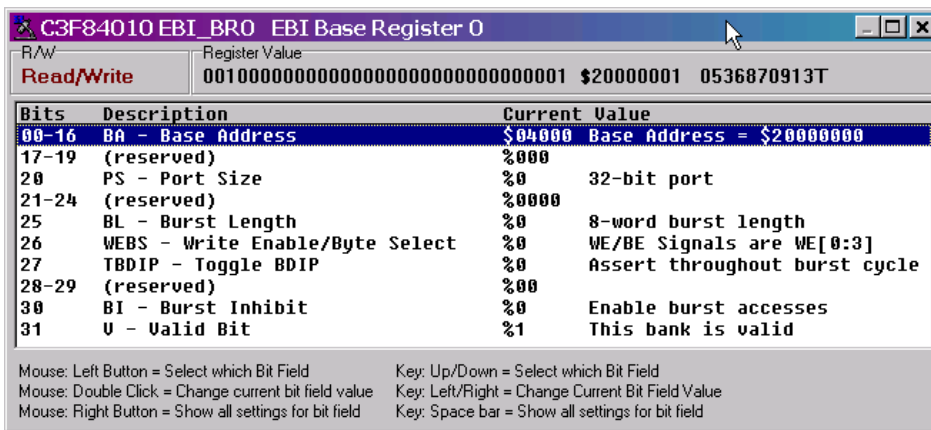 C3F84010 EBI_BR0 EBI Base Register 0
R/W Register Value
Read/Write 00100000000000000000000000000001 $20000001 0536870913T
Bits Description Current Value
00-16 BA - Base Address $04000 Base Address = $20000000
17-19 (reserved) %000
20 PS - Port Size %0 32-bit port
21-24 (reserved) %0000
25 BL - Burst Length %0 8-word burst length
26 WEBS - Write Enable/Byte Select %0 WE/BE Signals are WE[0:3]
27 TBDIP - Toggle BDIP %0 Assert throughout burst cycle
28-29 (reserved) %00
30 BI - Burst Inhibit %0 Enable burst accesses
31 V - Valid Bit %1 This bank is valid
Mouse: Left Button = Select which Bit Field Key: Up/Down = Select which Bit Field
Mouse: Double Click = Change current bit field value Key: Left/Right = Change Current Bit Field Value
Mouse: Right Button = Show all settings for bit field Key: Space bar = Show all settings for bit field